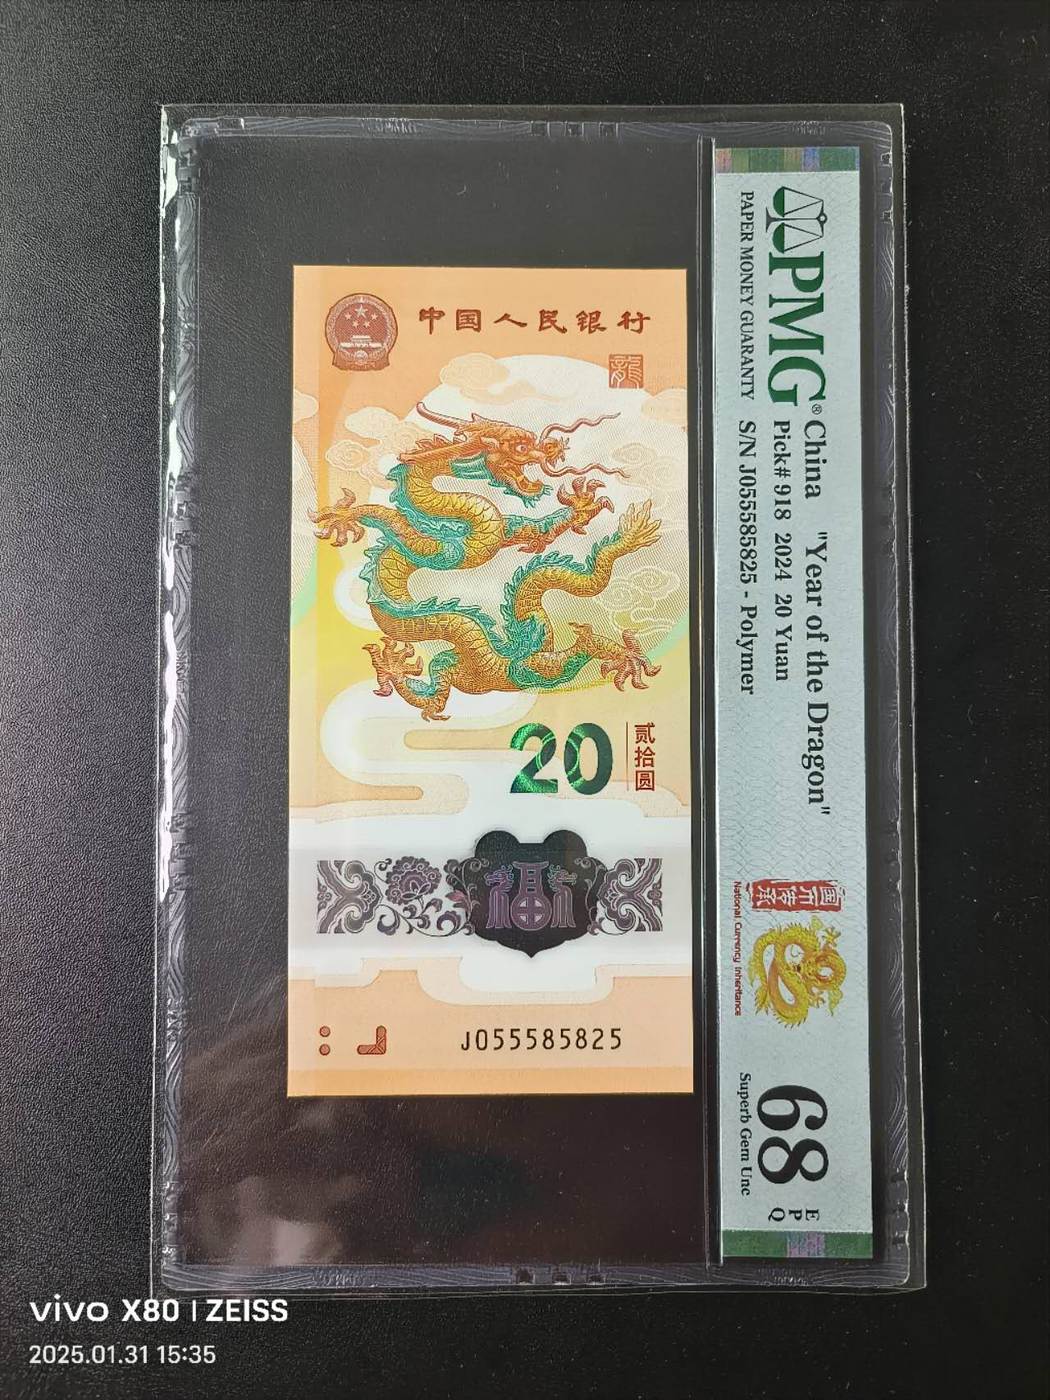 中国人民银行
龍
20
贰拾圆
福
J055585825
PMG®
PAPER MONEY GUARANTY
China "Year of the Dragon"
Pick# 918 2024 20 Yuan
S/N J055585825 - Polymer
国币传承
National Currency Inheritance
68
EPQ
Superb Gem Unc
vivo X80 | ZEISS
2025.01.31 15:35